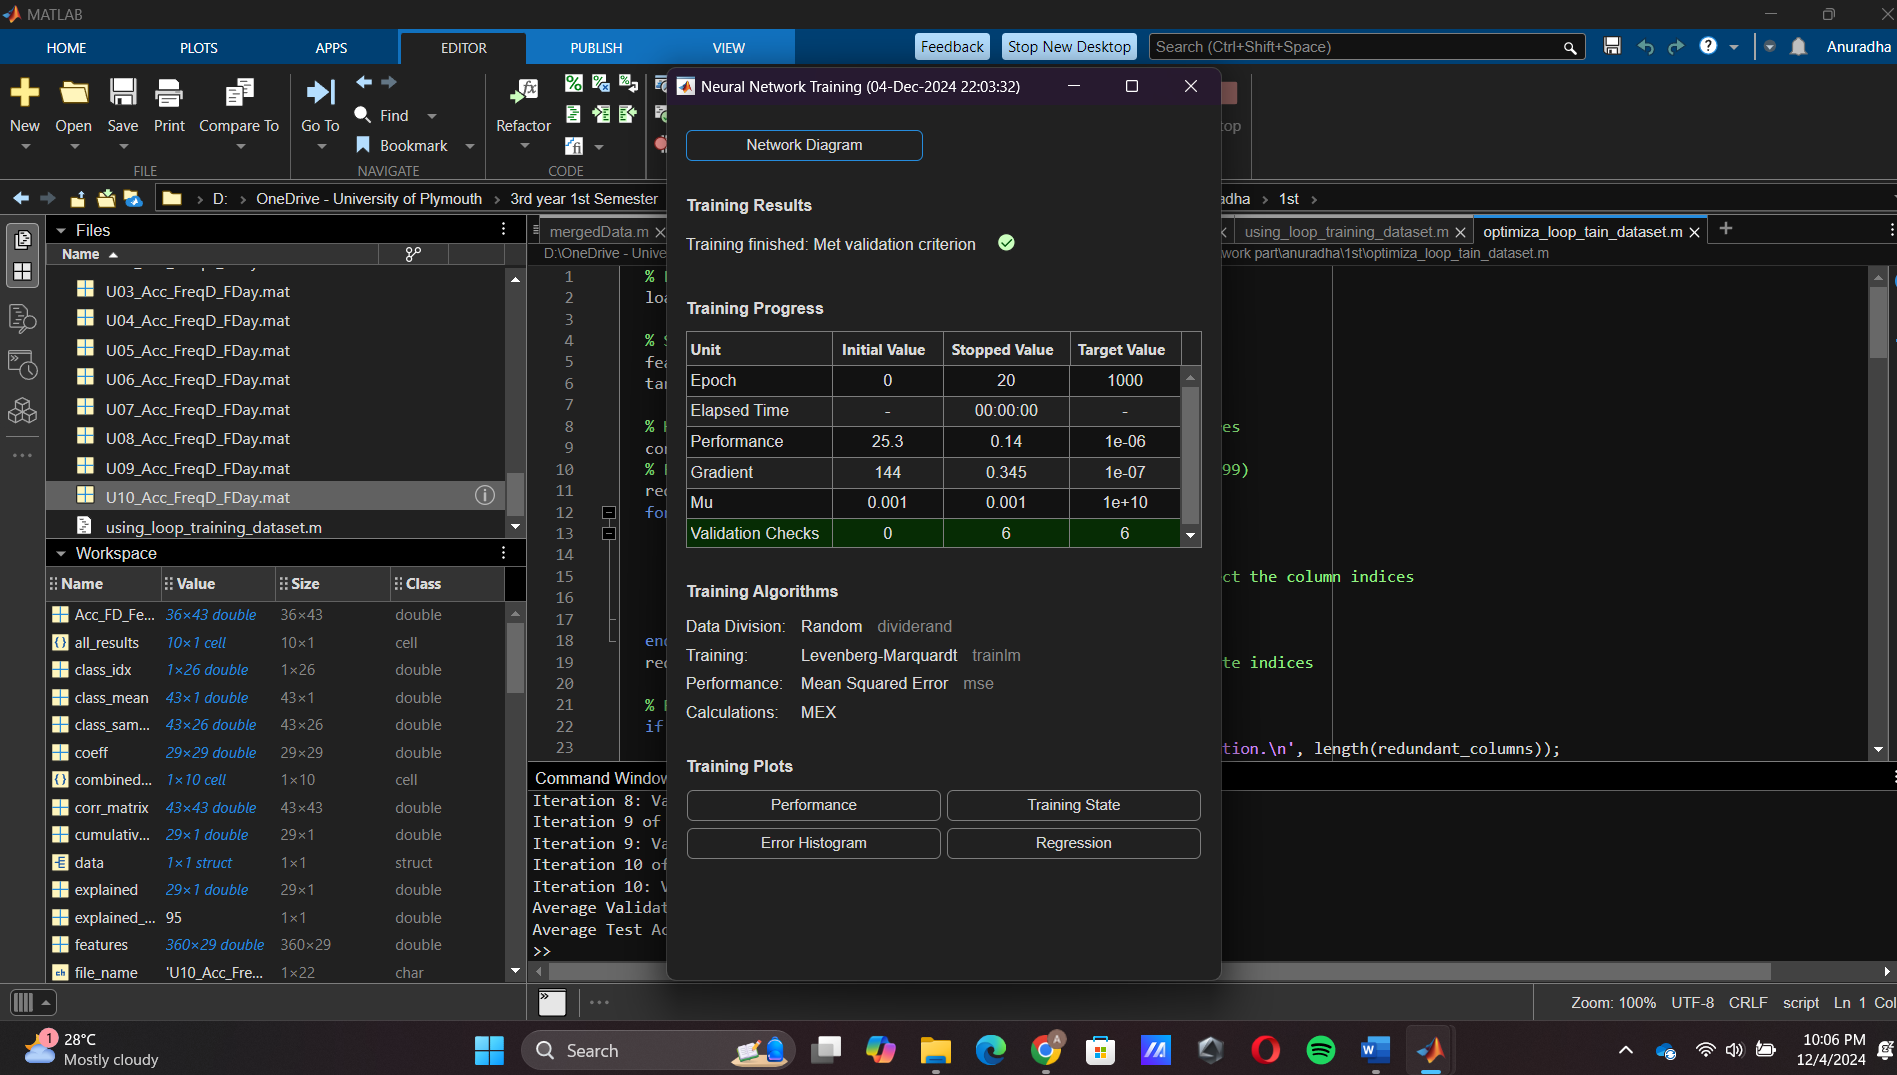 MATLAB
HOME PLOTS APPS EDITOR PUBLISH VIEW Feedback Stop New Desktop Search (Ctrl+Shift+Space) Anuradha
New Open Save Print Compare To Go To Find Bookmark Refactor
FILE NAVIGATE CODE
D: OneDrive - University of Plymouth 3rd year 1st Semester 1st
Files
Name
U03_Acc_FreqD_FDay.mat
U04_Acc_FreqD_FDay.mat
U05_Acc_FreqD_FDay.mat
U06_Acc_FreqD_FDay.mat
U07_Acc_FreqD_FDay.mat
U08_Acc_FreqD_FDay.mat
U09_Acc_FreqD_FDay.mat
U10_Acc_FreqD_FDay.mat
using_loop_training_dataset.m
Workspace
Name Value Size Class
Acc_FD_Fe... 36×43 double 36×43 double
all_results 10×1 cell 10×1 cell
class_idx 1×26 double 1×26 double
class_mean 43×1 double 43×1 double
class_sam... 43×26 double 43×26 double
coeff 29×29 double 29×29 double
combined... 1×10 cell 1×10 cell
corr_matrix 43×43 double 43×43 double
cumulativ... 29×1 double 29×1 double
data 1×1 struct 1×1 struct
explained 29×1 double 29×1 double
explained_... 95 1×1 double
features 360×29 double 360×29 double
file_name 'U10_Acc_Fre... 1×22 char
mergedData.m using_loop_training_dataset.m optimiza_loop_tain_dataset.m
D:\OneDrive - Unive work part\anuradha\1st\optimiza_loop_tain_dataset.m
1 %
2 loa
3
4 %
5 fea
6 tar
7
8 % es
9 cor
10 % 99)
11 rec
12 for
13
14
15 ct the column indices
16
17
18 end
19 rec te indices
20
21 %
22 if
23 tion.\n', length(redundant_columns));
Command Window
Iteration 8: Va
Iteration 9 of
Iteration 9: Va
Iteration 10 of
Iteration 10: V
Average Validat
Average Test Ac
>>
Neural Network Training (04-Dec-2024 22:03:32)
Network Diagram
Training Results
Training finished: Met validation criterion
Training Progress
Unit Initial Value Stopped Value Target Value
Epoch 0 20 1000
Elapsed Time - 00:00:00 -
Performance 25.3 0.14 1e-06
Gradient 144 0.345 1e-07
Mu 0.001 0.001 1e+10
Validation Checks 0 6 6
Training Algorithms
Data Division: Random dividerand
Training: Levenberg-Marquardt trainlm
Performance: Mean Squared Error mse
Calculations: MEX
Training Plots
Performance Training State
Error Histogram Regression
Zoom: 100% UTF-8 CRLF script Ln 1 Col
1 28°C
Mostly cloudy
Search
10:06 PM
12/4/2024